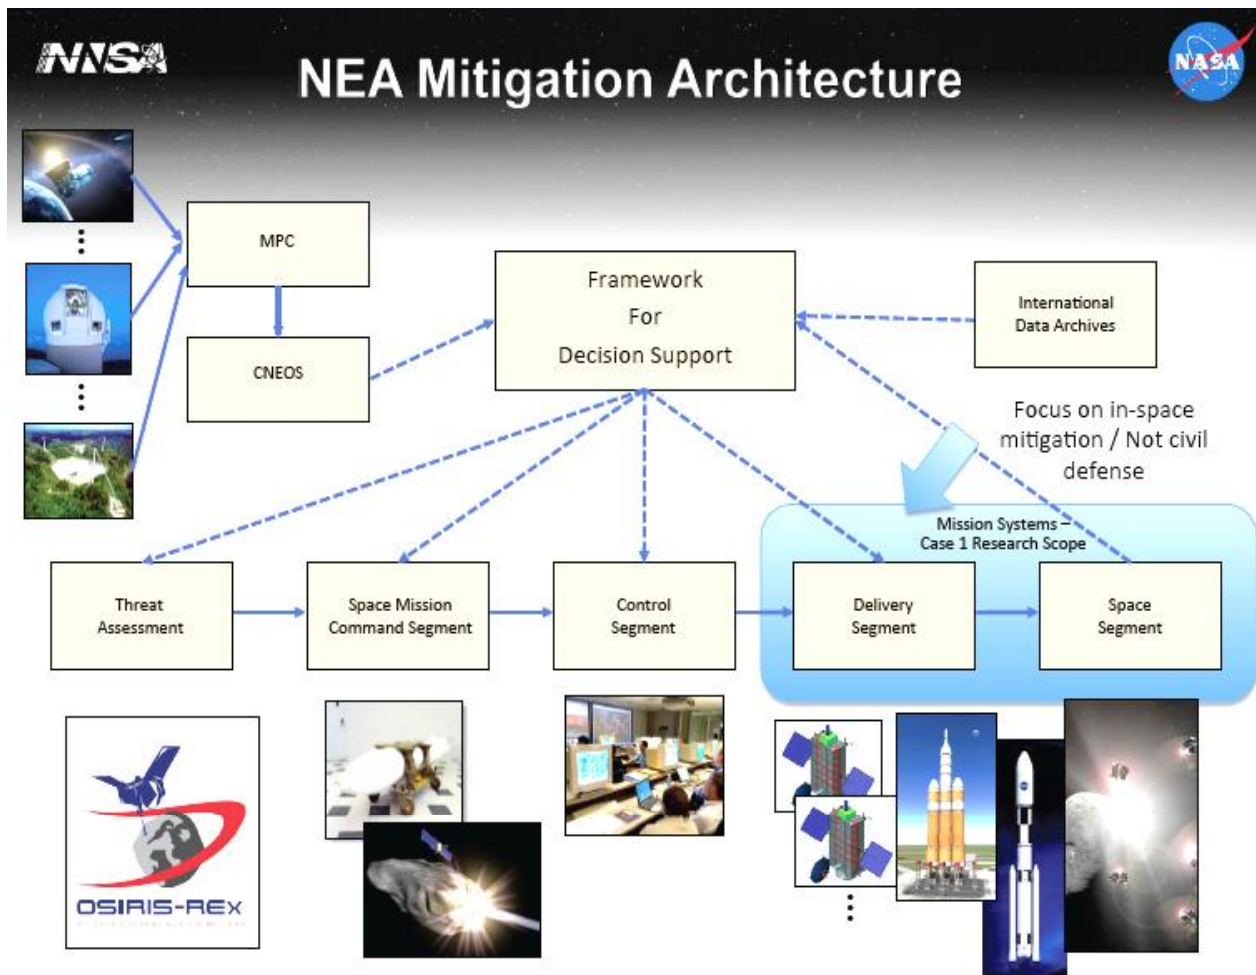 NNSA
NASA
NEA Mitigation Architecture
MPC
CNEOS
Framework
For
Decision Support
International
Data Archives
Focus on in-space
mitigation / Not civil
defense
Mission Systems –
Case 1 Research Scope
Threat
Assessment
Space Mission
Command Segment
Control
Segment
Delivery
Segment
Space
Segment
OSIRIS-REx